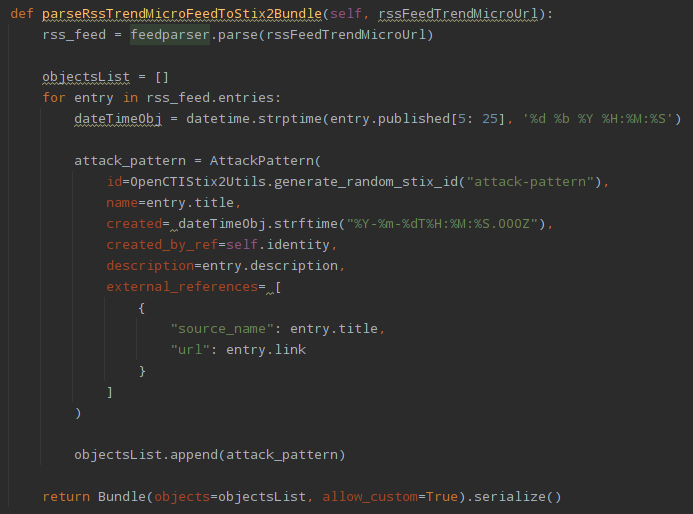 def parseRssTrendMicroFeedToStix2Bundle(self, rssFeedTrendMicroUrl):
    rss_feed = feedparser.parse(rssFeedTrendMicroUrl)

    objectsList = []
    for entry in rss_feed.entries:
        dateTimeObj = datetime.strptime(entry.published[5: 25], '%d %b %Y %H:%M:%S')

        attack_pattern = AttackPattern(
            id=OpenCTIStix2Utils.generate_random_stix_id("attack-pattern"),
            name=entry.title,
            created= dateTimeObj.strftime("%Y-%m-%dT%H:%M:%S.000Z"),
            created_by_ref=self.identity,
            description=entry.description,
            external_references= [
                {
                    "source_name": entry.title,
                    "url": entry.link
                }
            ]
        )

        objectsList.append(attack_pattern)

    return Bundle(objects=objectsList, allow_custom=True).serialize()